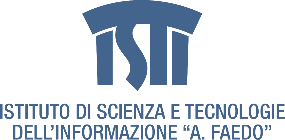 ISTI
ISTITUTO DI SCIENZA E TECNOLOGIE
DELL'INFORMAZIONE "A. FAEDO"